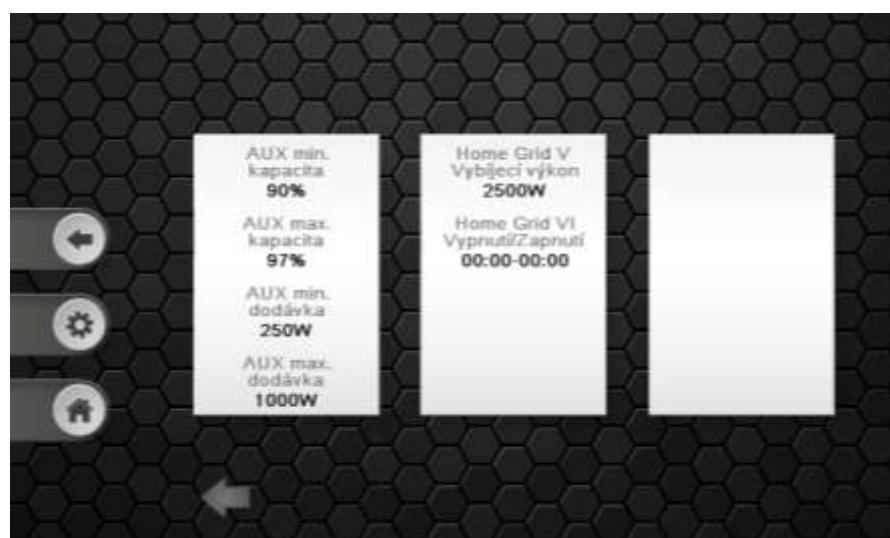 AUX min.
kapacita
90%
AUX max.
kapacita
97%
AUX min.
dodávka
250W
AUX max.
dodávka
1000W
Home Grid V
Vybíjecí výkon
2500W
Home Grid VI
Vypnutí/Zapnutí
00:00-00:00